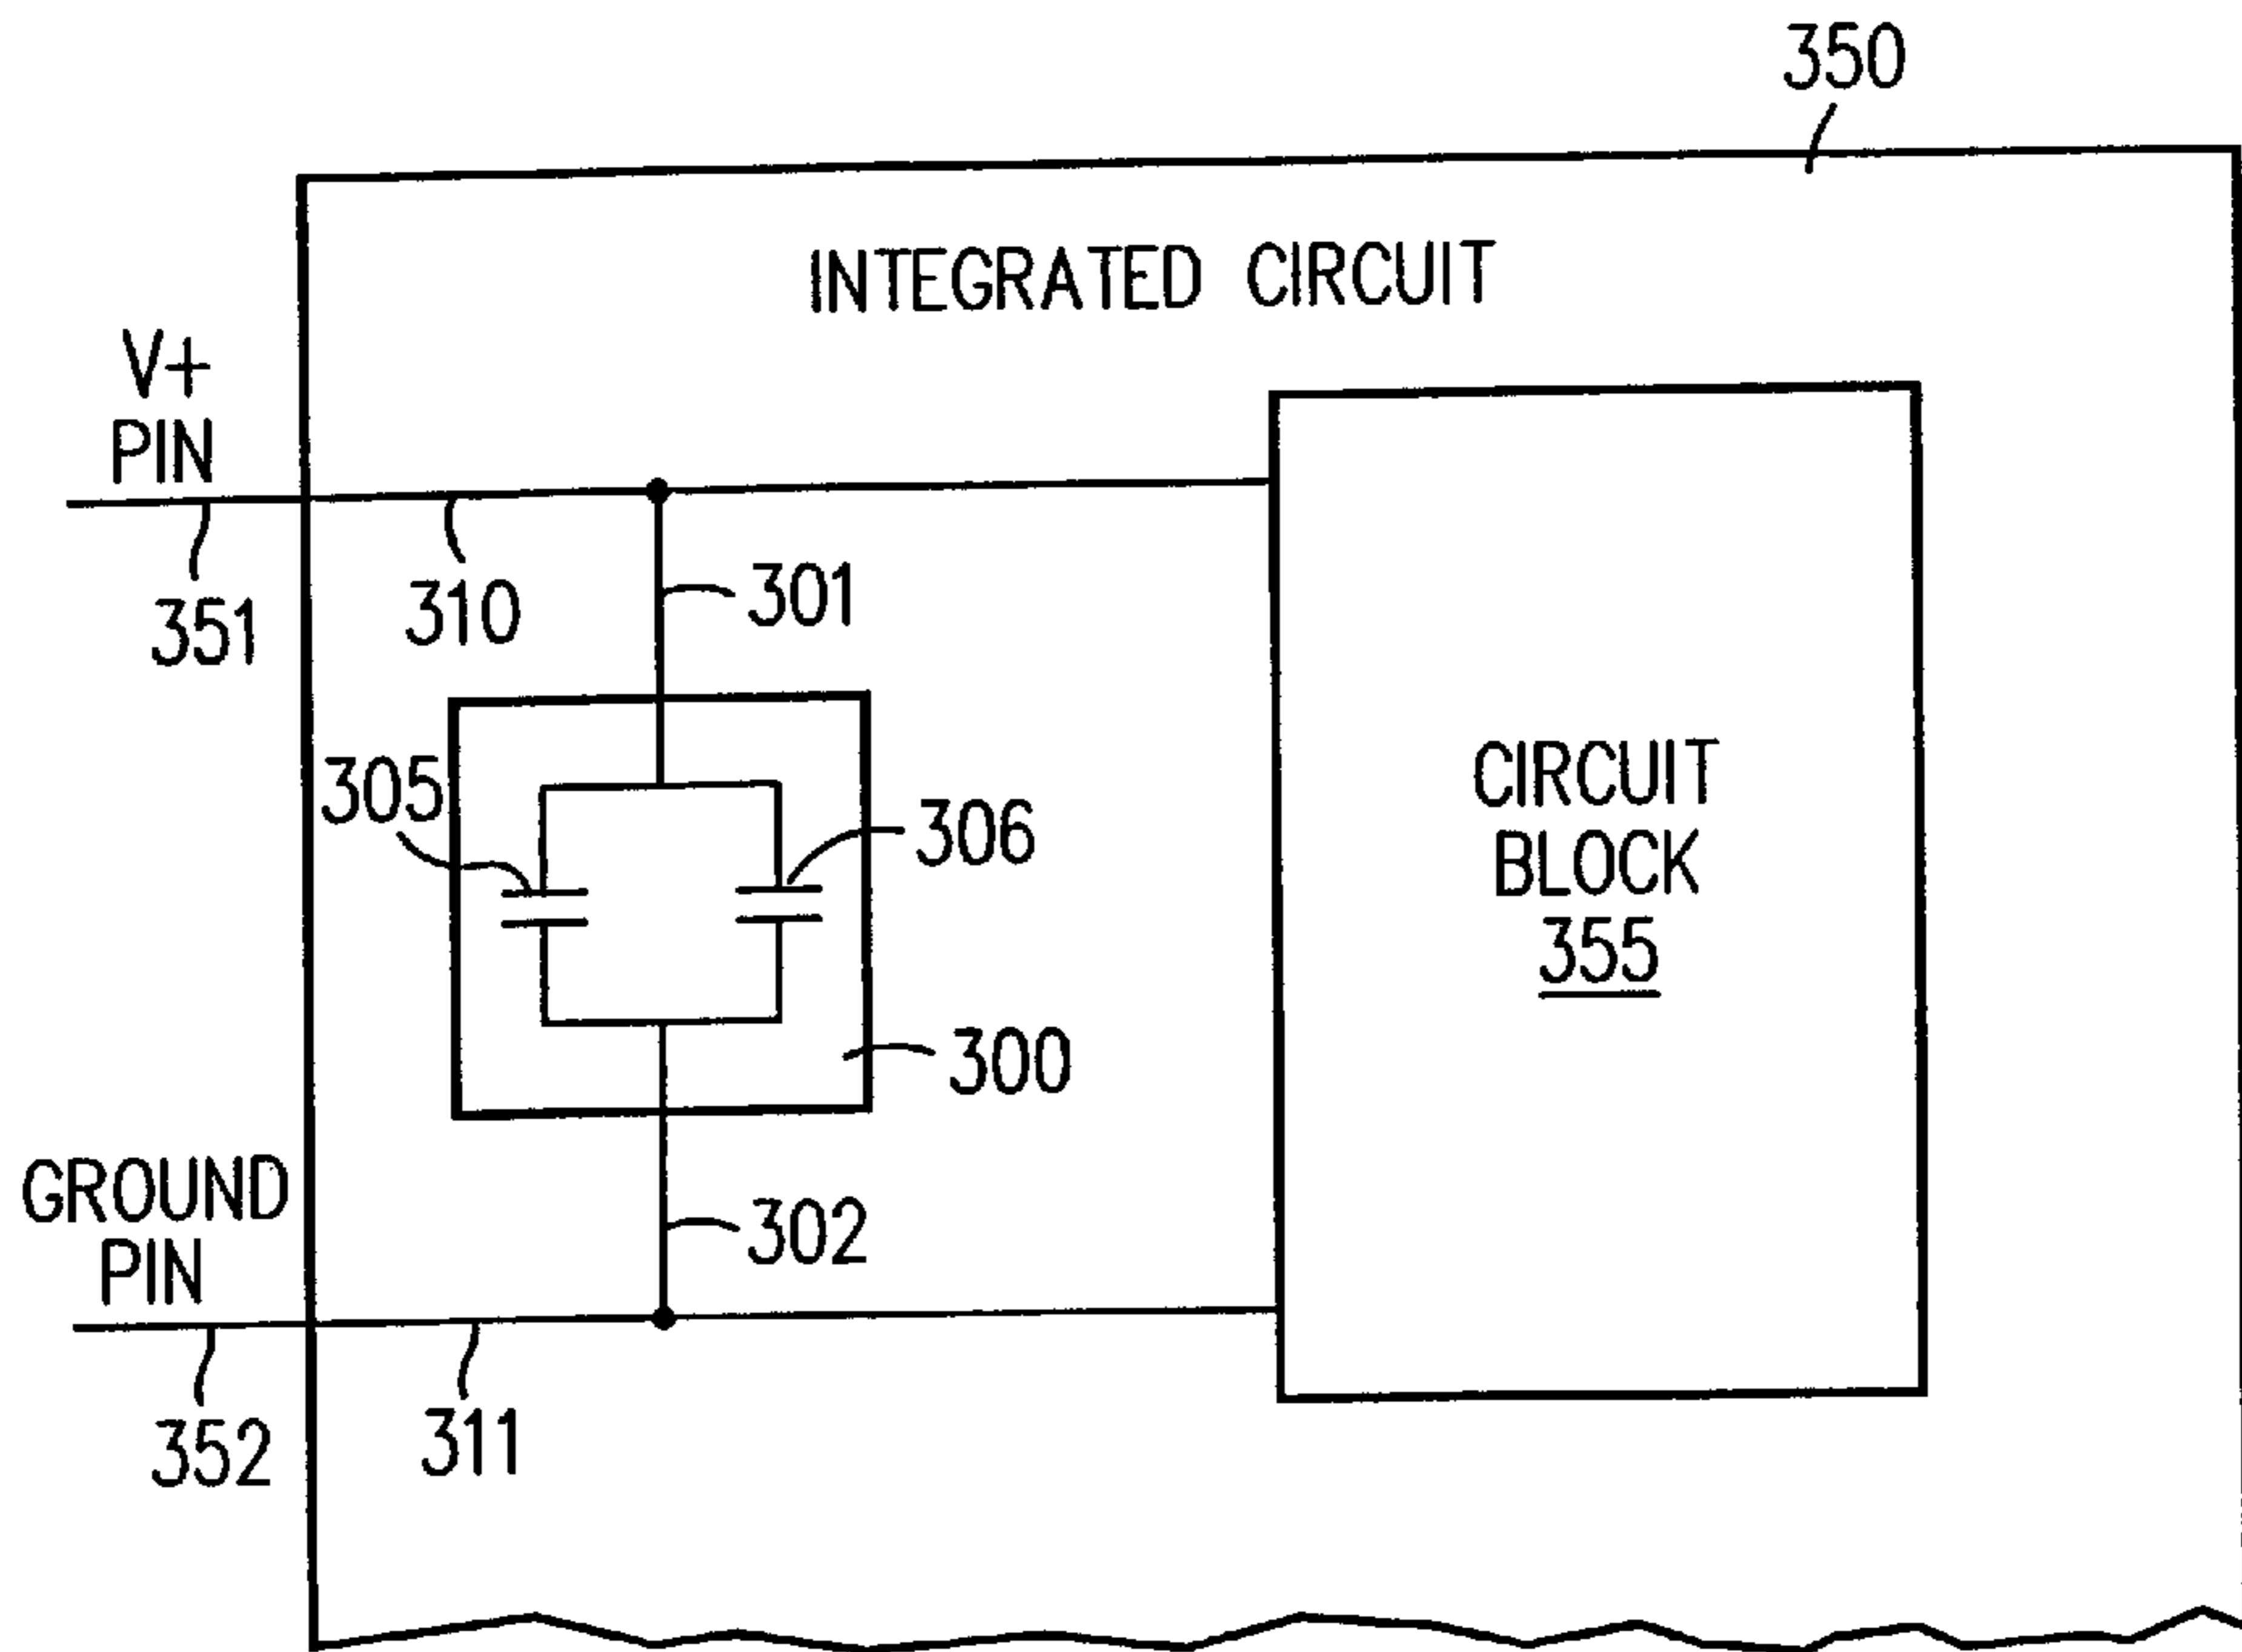 350
INTEGRATED CIRCUIT
V+
PIN
351
310
301
305
306
CIRCUIT
BLOCK
355
300
GROUND
PIN
302
352
311